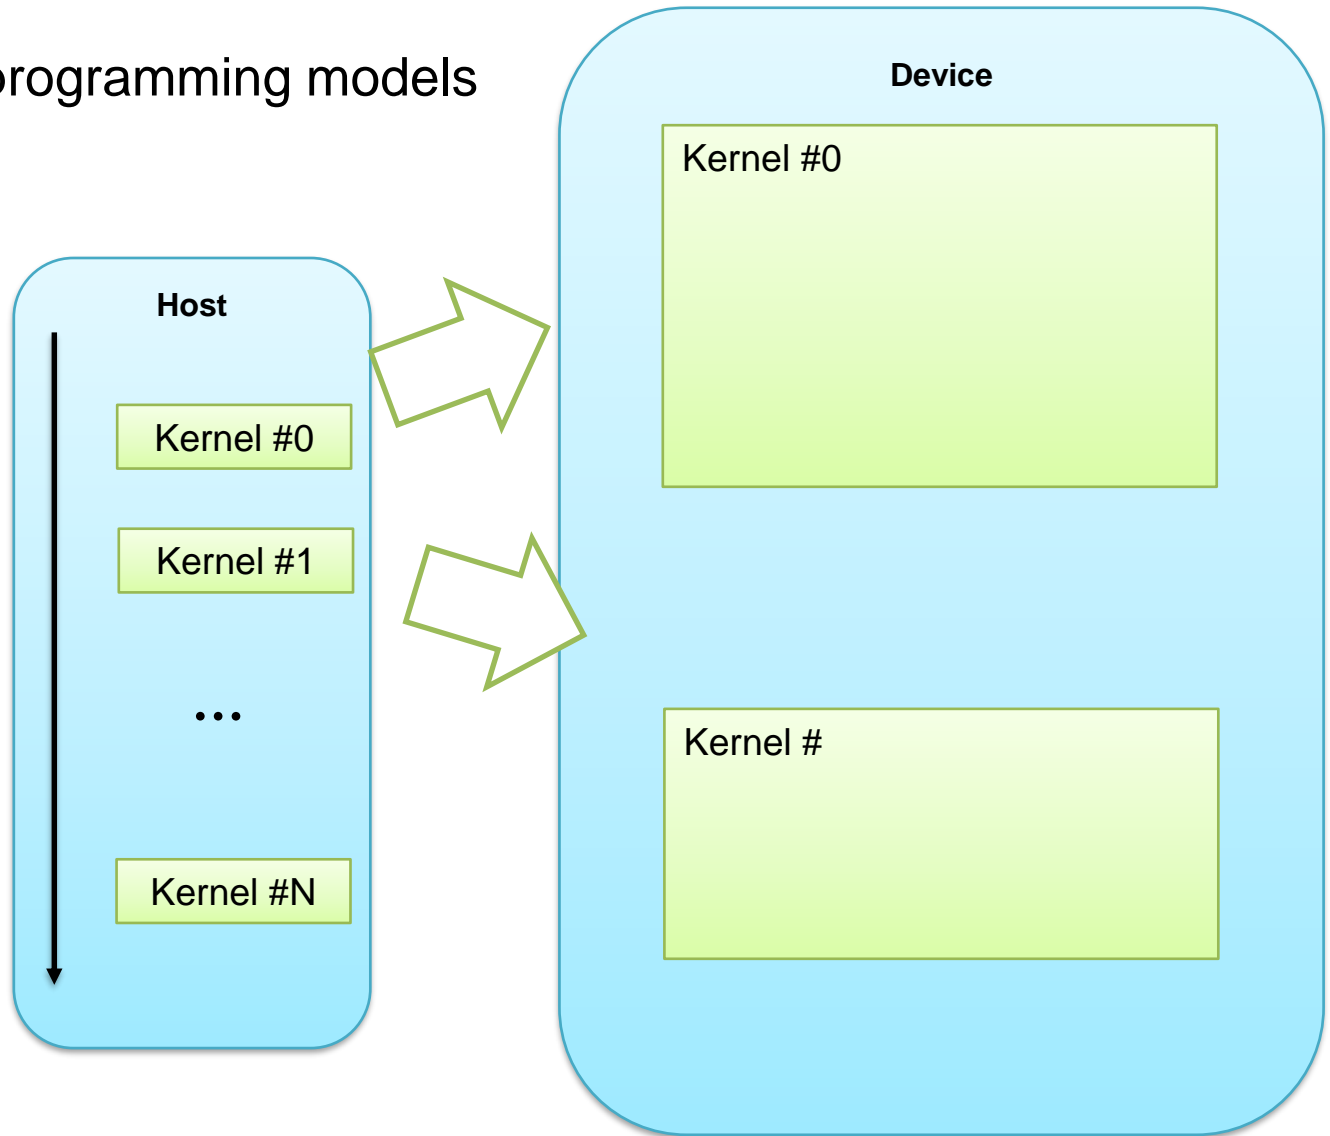 programming models
Device
Kernel #0
Host
Kernel #0
Kernel #1
...
Kernel #N
Kernel #